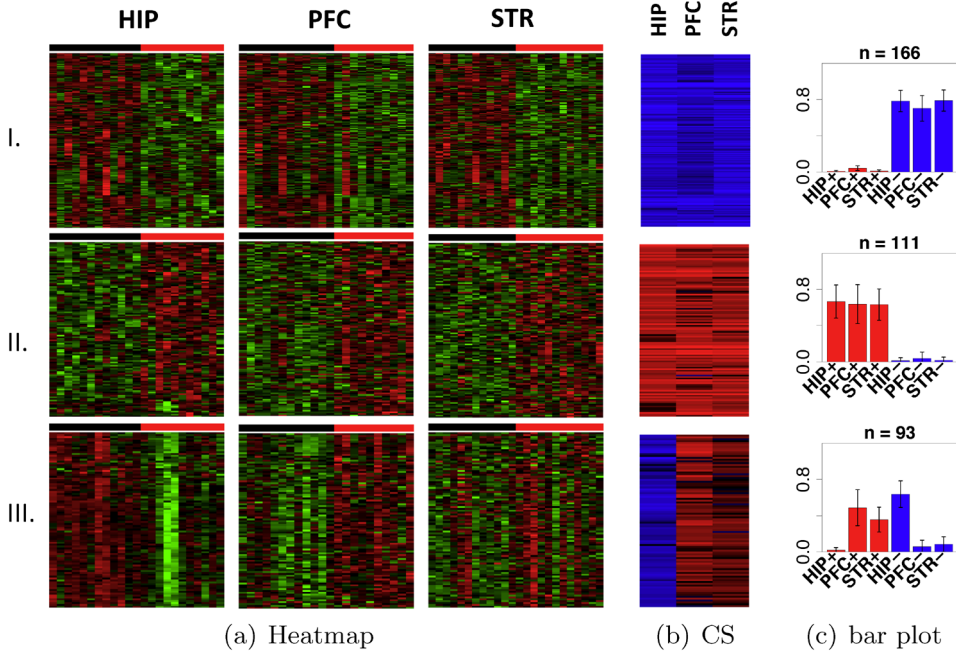 HIP PFC STR
HIP PFC STR
n = 166
I.
0.0 0.8
HIP+ PFC+ STR+ HIP− PFC− STR−
n = 111
II.
0.0 0.8
HIP+ PFC+ STR+ HIP− PFC− STR−
n = 93
III.
0.0 0.8
HIP+ PFC+ STR+ HIP− PFC− STR−
(a) Heatmap (b) CS (c) bar plot